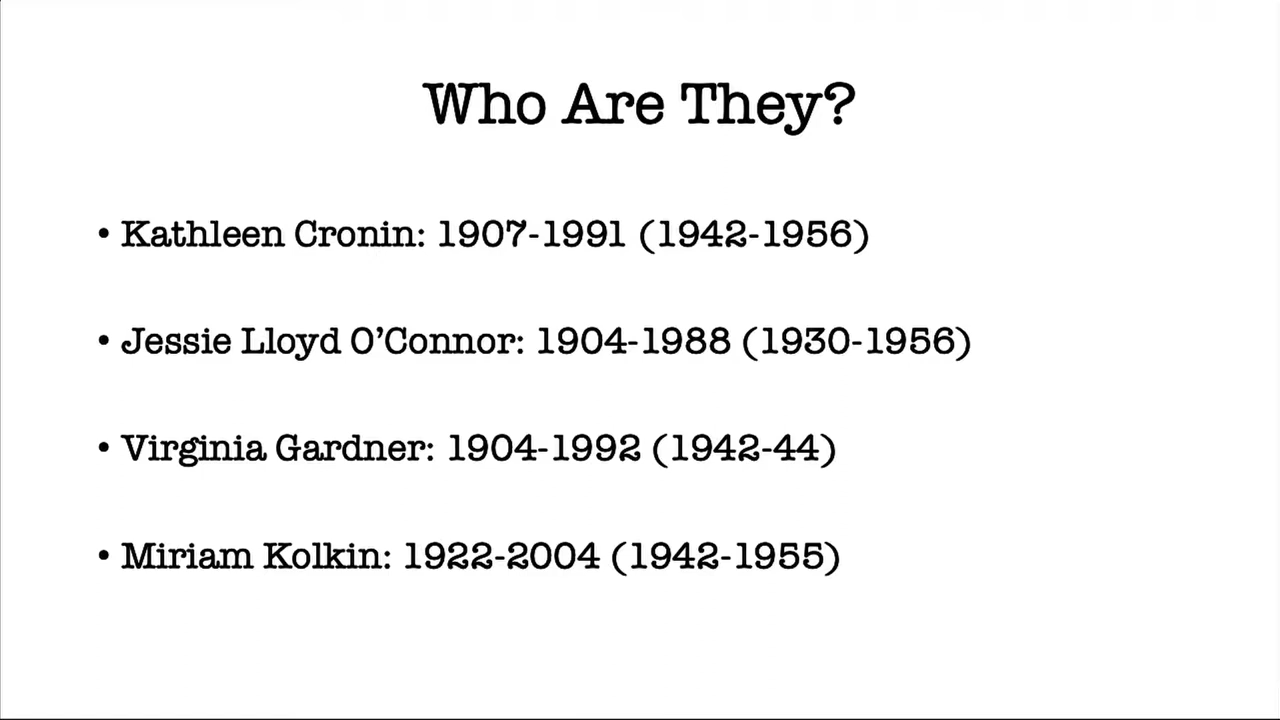 Who Are They?
• Kathleen Cronin: 1907-1991 (1942-1956)
• Jessie Lloyd O’Connor: 1904-1988 (1930-1956)
• Virginia Gardner: 1904-1992 (1942-44)
• Miriam Kolkin: 1922-2004 (1942-1955)